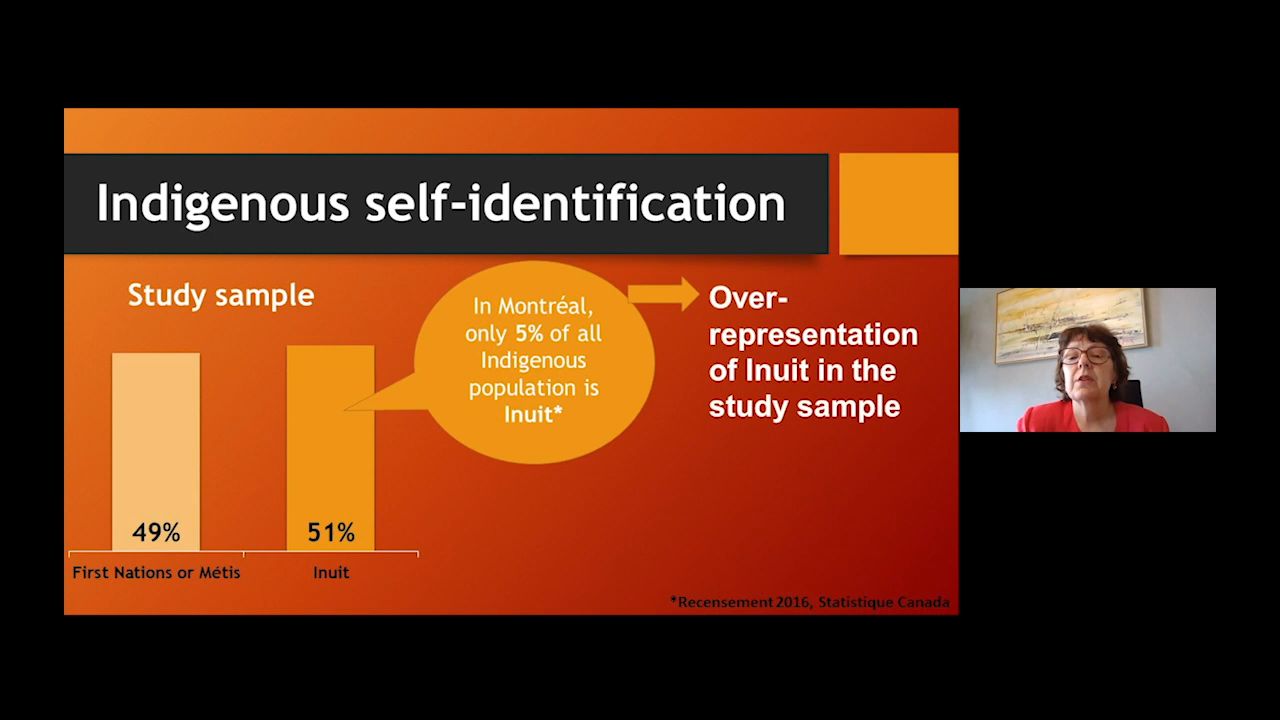 Indigenous self-identification
Study sample
49%
51%
First Nations or Métis
Inuit
In Montréal,
only 5% of all
Indigenous
population is
Inuit*
Over-
representation
of Inuit in the
study sample
*Recensement 2016, Statistique Canada